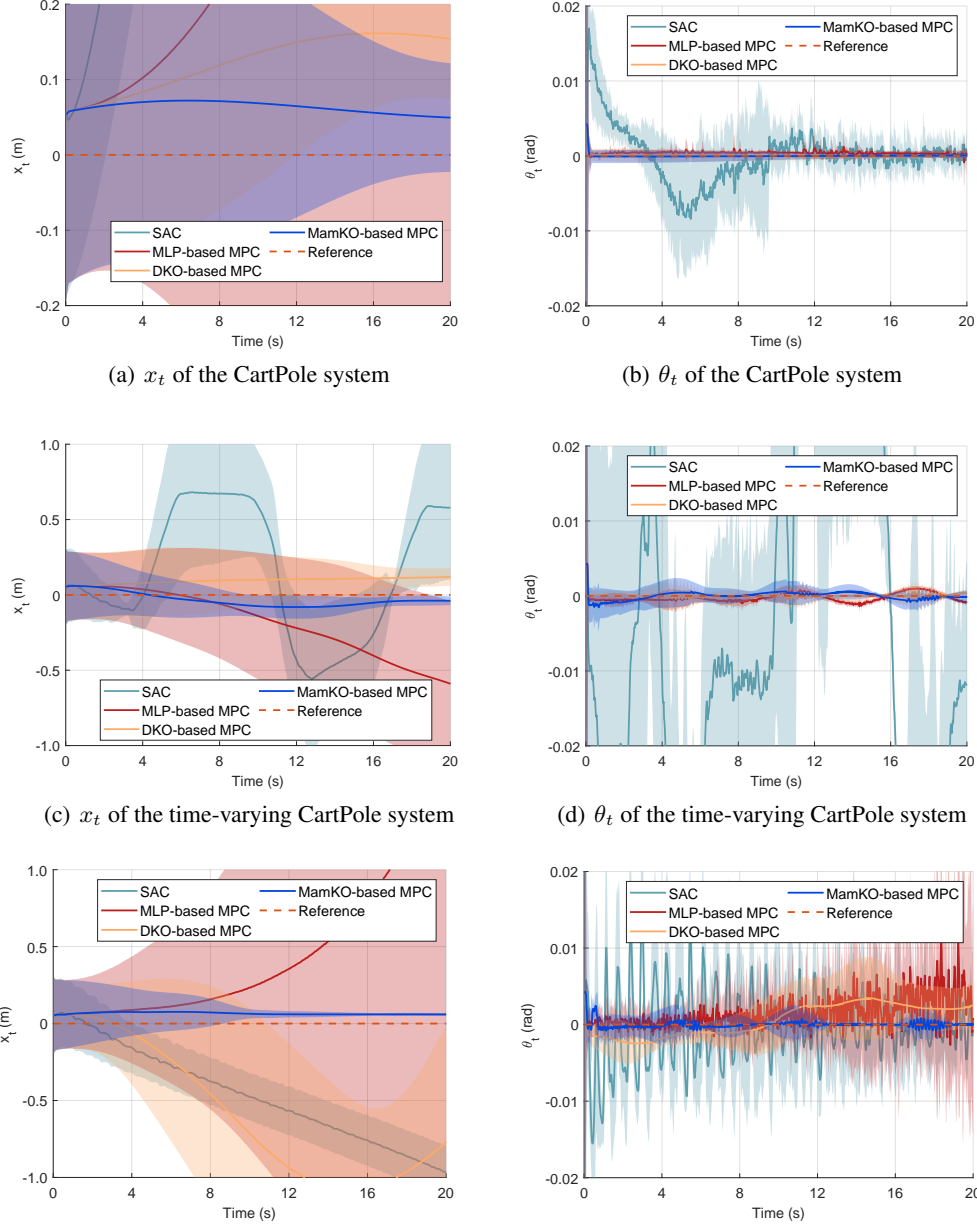 0.2
0.1
0
-0.1
-0.2
x_t (m)
SAC
MLP-based MPC
DKO-based MPC
MamKO-based MPC
Reference
0 4 8 12 16 20
Time (s)
(a) x_t of the CartPole system
0.02
0.01
0
-0.01
-0.02
θ_t (rad)
SAC
MLP-based MPC
DKO-based MPC
MamKO-based MPC
Reference
0 4 8 12 16 20
Time (s)
(b) θ_t of the CartPole system
1.0
0.5
0
-0.5
-1.0
x_t (m)
SAC
MLP-based MPC
DKO-based MPC
MamKO-based MPC
Reference
0 4 8 12 16 20
Time (s)
(c) x_t of the time-varying CartPole system
0.02
0.01
0
-0.01
-0.02
θ_t (rad)
SAC
MLP-based MPC
DKO-based MPC
MamKO-based MPC
Reference
0 4 8 12 16 20
Time (s)
(d) θ_t of the time-varying CartPole system
1.0
0.5
0
-0.5
-1.0
x_t (m)
SAC
MLP-based MPC
DKO-based MPC
MamKO-based MPC
Reference
0 4 8 12 16 20
Time (s)
0.02
0.01
0
-0.01
-0.02
θ_t (rad)
SAC
MLP-based MPC
DKO-based MPC
MamKO-based MPC
Reference
0 4 8 12 16 20
Time (s)